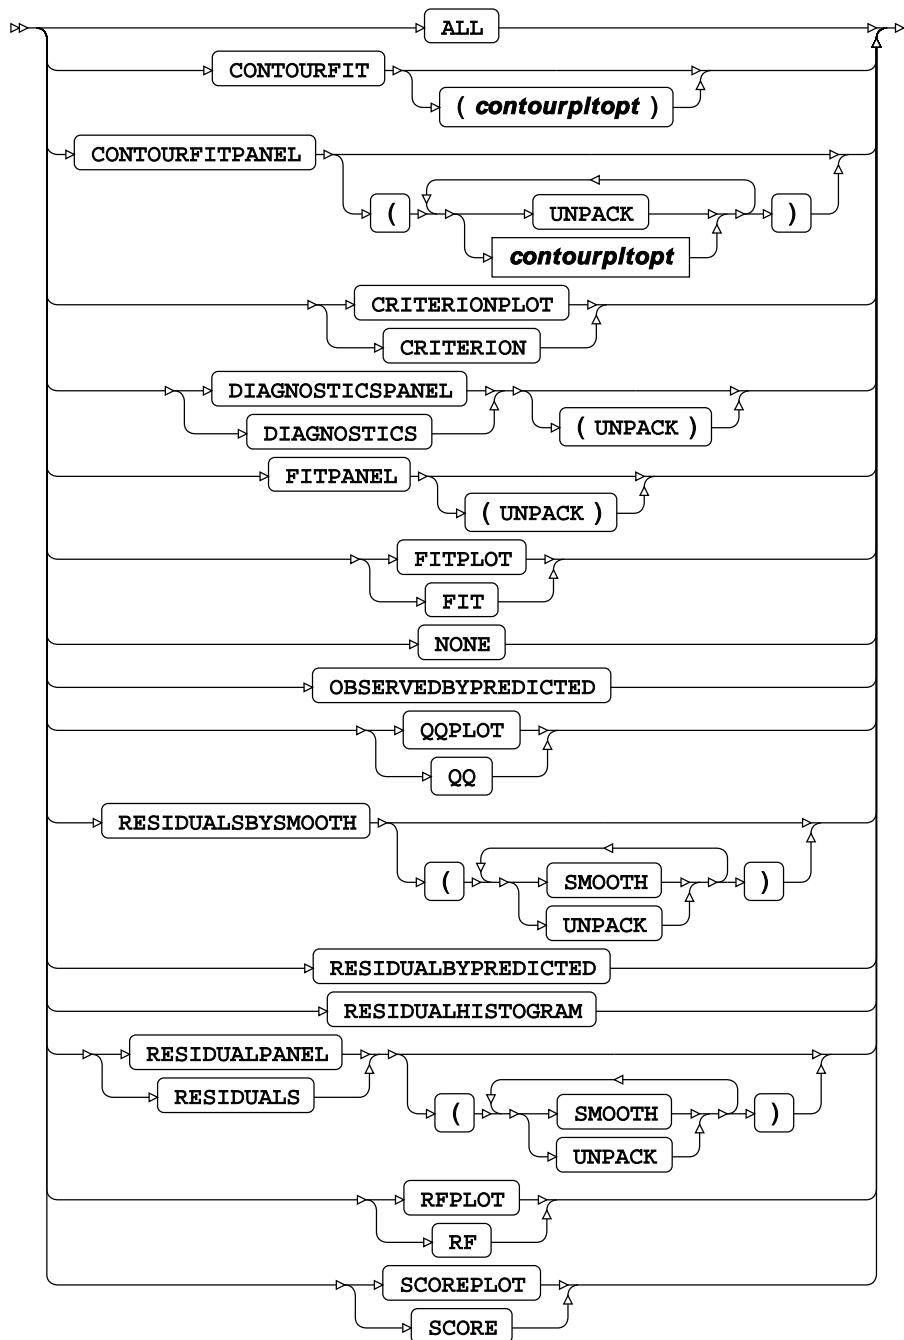 ALL
CONTOURFIT
( contourpltopt )
CONTOURFITPANEL
( UNPACK )
contourpltopt
CRITERIONPLOT
CRITERION
DIAGNOSTICSPANEL
DIAGNOSTICS ( UNPACK )
FITPANEL
( UNPACK )
FITPLOT
FIT
NONE
OBSERVEDBYPREDICTED
QQPLOT
QQ
RESIDUALSBYSMOOTH
( SMOOTH )
UNPACK
RESIDUALBYPREDICTED
RESIDUALHISTOGRAM
RESIDUALPANEL
RESIDUALS
( SMOOTH )
UNPACK
RFPLOT
RF
SCOREPLOT
SCORE